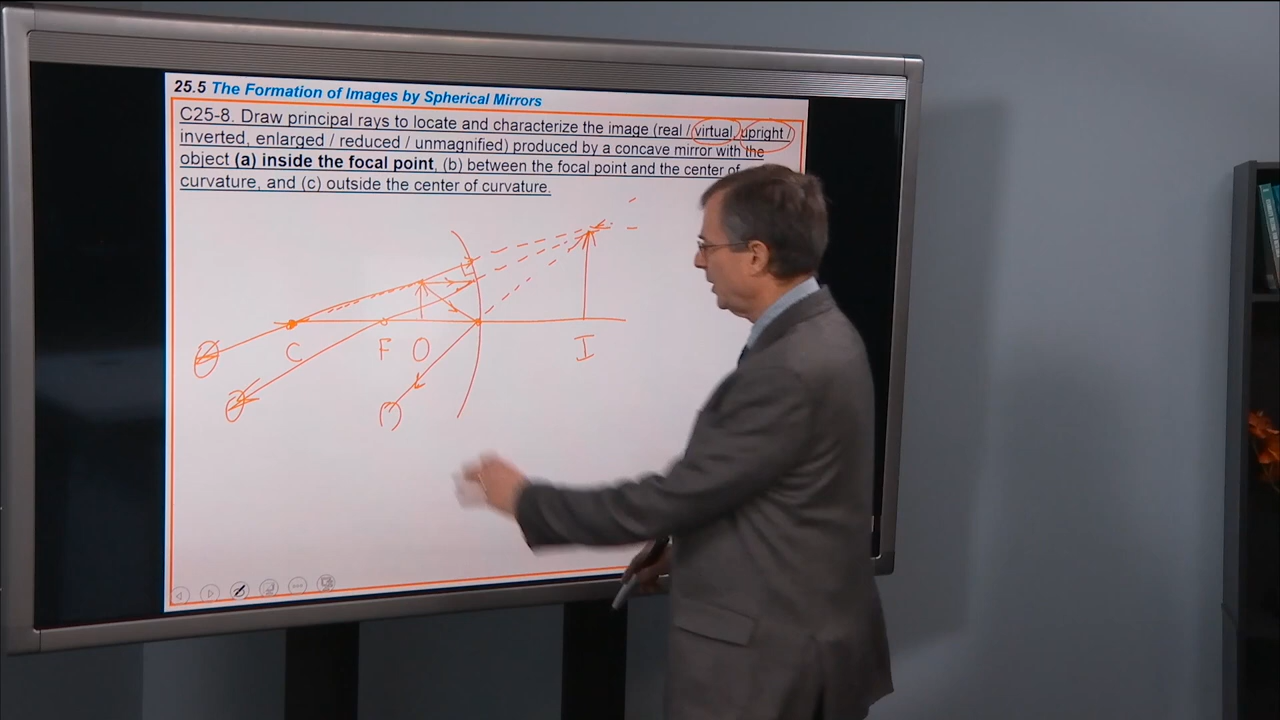 25.5 The Formation of Images by Spherical Mirrors
C25-8. Draw principal rays to locate and characterize the image (real / virtual, upright /
inverted, enlarged / reduced / unmagnified) produced by a concave mirror with the
object (a) inside the focal point, (b) between the focal point and the center of
curvature, and (c) outside the center of curvature.
C F O I